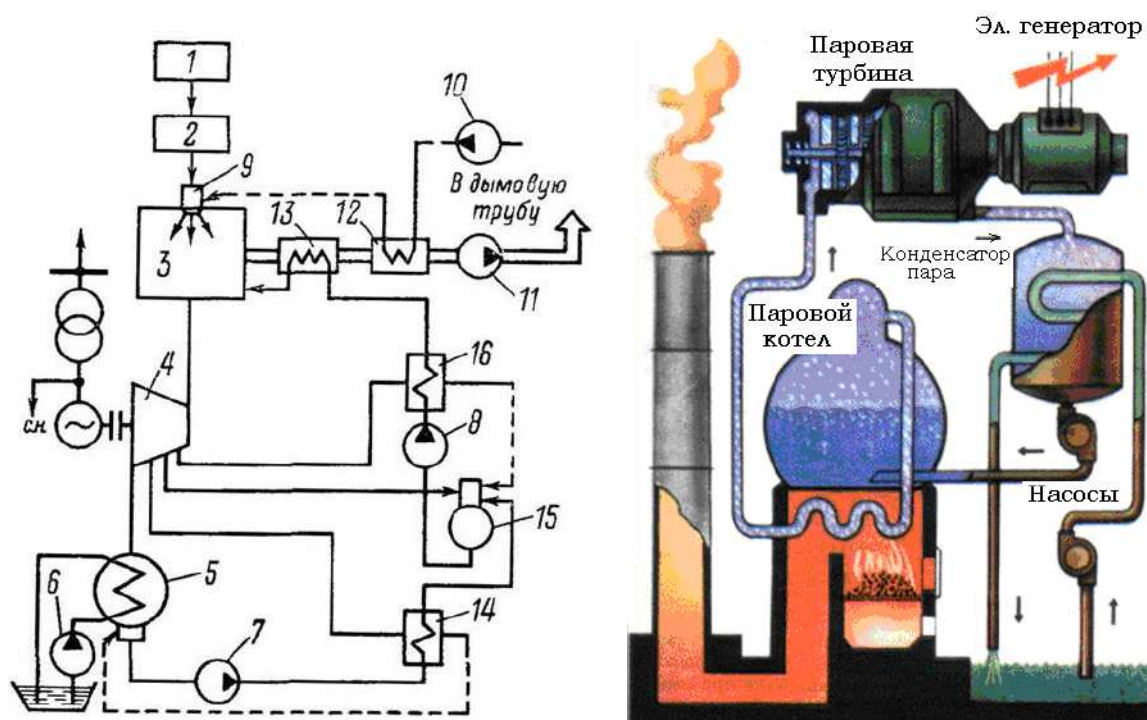 1
2
9
10
В дымовую
трубу
13
12
3
11
4
16
с.н.
8
15
5
6
14
7
Эл. генератор
Паровая
турбина
Конденсатор
пара
Паровой
котел
Насосы